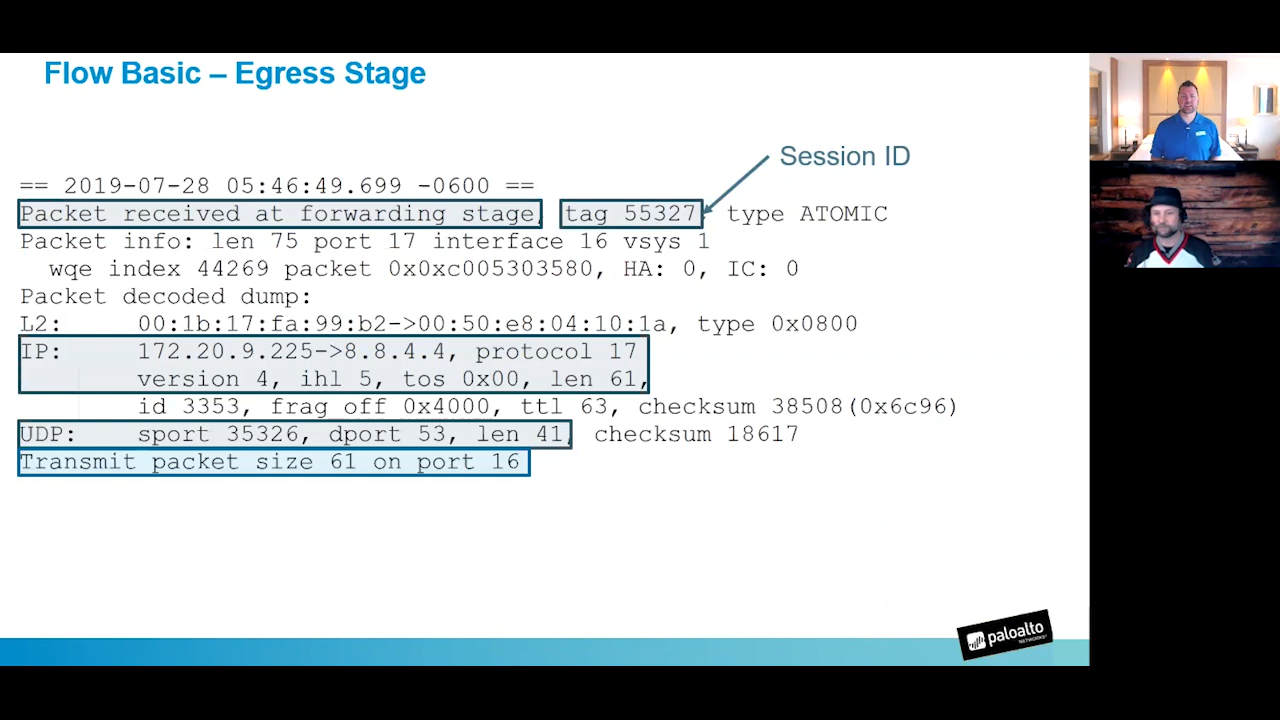 Flow Basic – Egress Stage
Session ID
== 2019-07-28 05:46:49.699 -0600 ==
Packet received at forwarding stage, tag 55327, type ATOMIC
Packet info: len 75 port 17 interface 16 vsys 1
wqe index 44269 packet 0x0xc005303580, HA: 0, IC: 0
Packet decoded dump:
L2: 00:1b:17:fa:99:b2->00:50:e8:04:10:1a, type 0x0800
IP: 172.20.9.225->8.8.4.4, protocol 17
version 4, ihl 5, tos 0x00, len 61,
id 3353, frag off 0x4000, ttl 63, checksum 38508(0x6c96)
UDP: sport 35326, dport 53, len 41, checksum 18617
Transmit packet size 61 on port 16
paloalto
NETWORKS